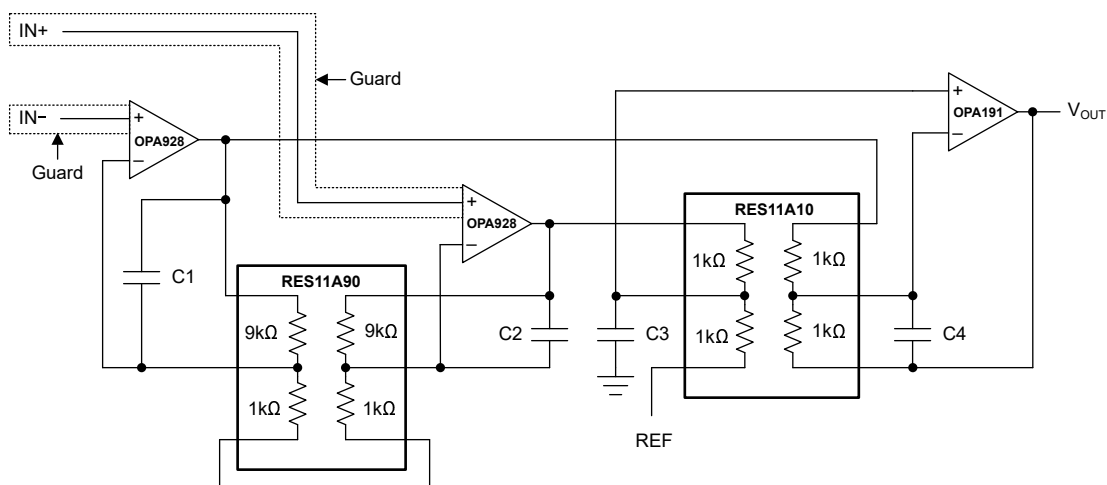 IN+
Guard
IN−
Guard
+
OPA928
−
+
OPA191
−
VOUT
+
OPA928
−
C1
RES11A90
9kΩ
9kΩ
1kΩ
1kΩ
C2
RES11A10
1kΩ
1kΩ
1kΩ
1kΩ
C3
C4
REF